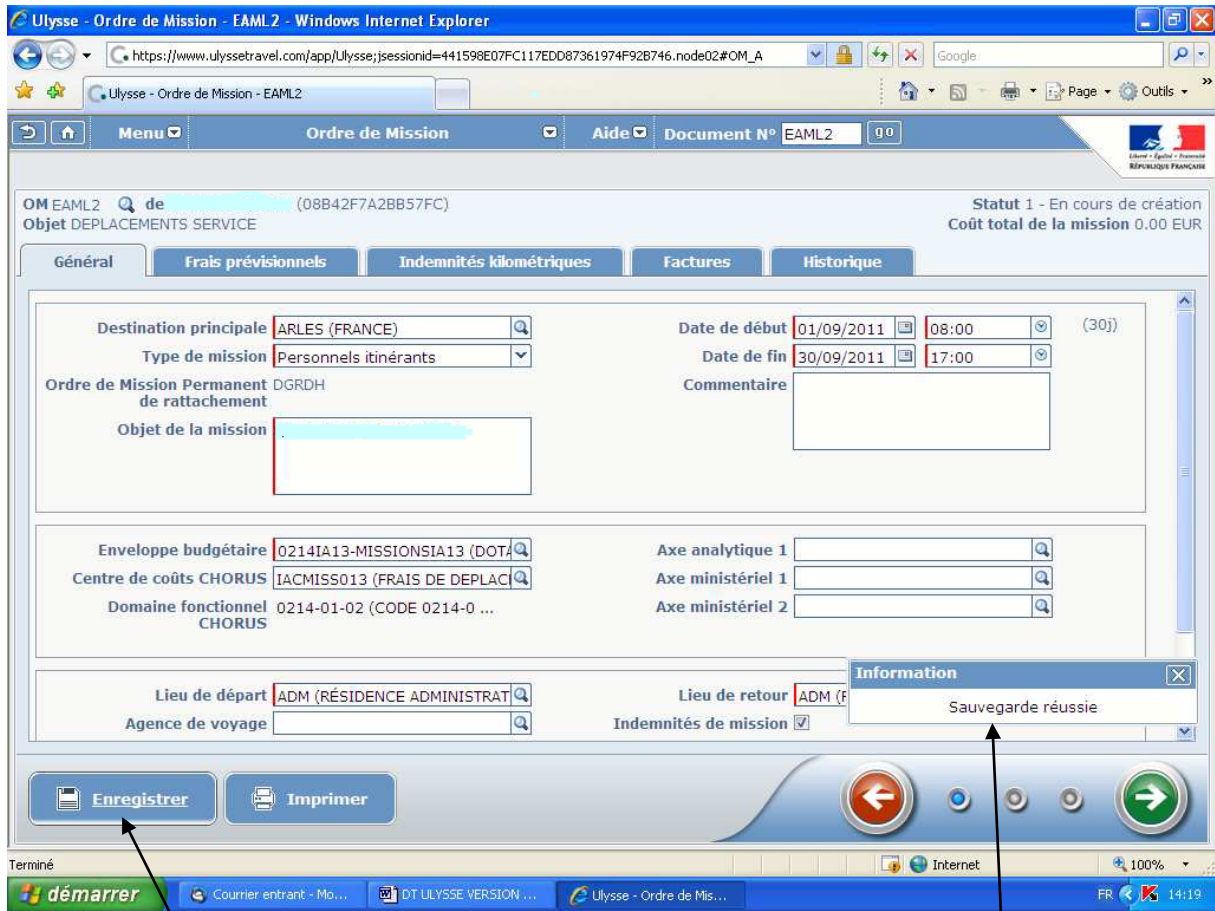 Ulysse - Ordre de Mission - EAML2 - Windows Internet Explorer
https://www.ulyssetravel.com/app/Ulysse;jsessionid=441598E07FC117EDD87361974F92B746.node02#OM_A
Google
Ulysse - Ordre de Mission - EAML2
Page
Outils
»
Menu
Ordre de Mission
Aide
Document N° EAML2
go
Liberté • Égalité • Fraternité
RÉPUBLIQUE FRANÇAISE
OM EAML2 de (08B42F7A2BB57FC)
Statut 1 - En cours de création
Objet DEPLACEMENTS SERVICE
Coût total de la mission 0.00 EUR
Général
Frais prévisionnels
Indemnités kilométriques
Factures
Historique
Destination principale ARLES (FRANCE)
Date de début 01/09/2011 08:00 (30j)
Type de mission Personnels itinérants
Date de fin 30/09/2011 17:00
Ordre de Mission Permanent de rattachement DGRDH
Commentaire
Objet de la mission
Enveloppe budgétaire 0214IA13-MISSIONSIA13 (DOTA
Axe analytique 1
Centre de coûts CHORUS IACMISS013 (FRAIS DE DEPLACI
Axe ministériel 1
Domaine fonctionnel CHORUS 0214-01-02 (CODE 0214-0 ...
Axe ministériel 2
Information
Sauvegarde réussie
Lieu de départ ADM (RÉSIDENCE ADMINISTRAT
Lieu de retour ADM (R
Agence de voyage
Indemnités de mission
Enregistrer
Imprimer
Terminé
Internet
100%
démarrer
Courrier entrant - Mo...
DT ULYSSE VERSION ...
Ulysse - Ordre de Mis...
FR
14:19